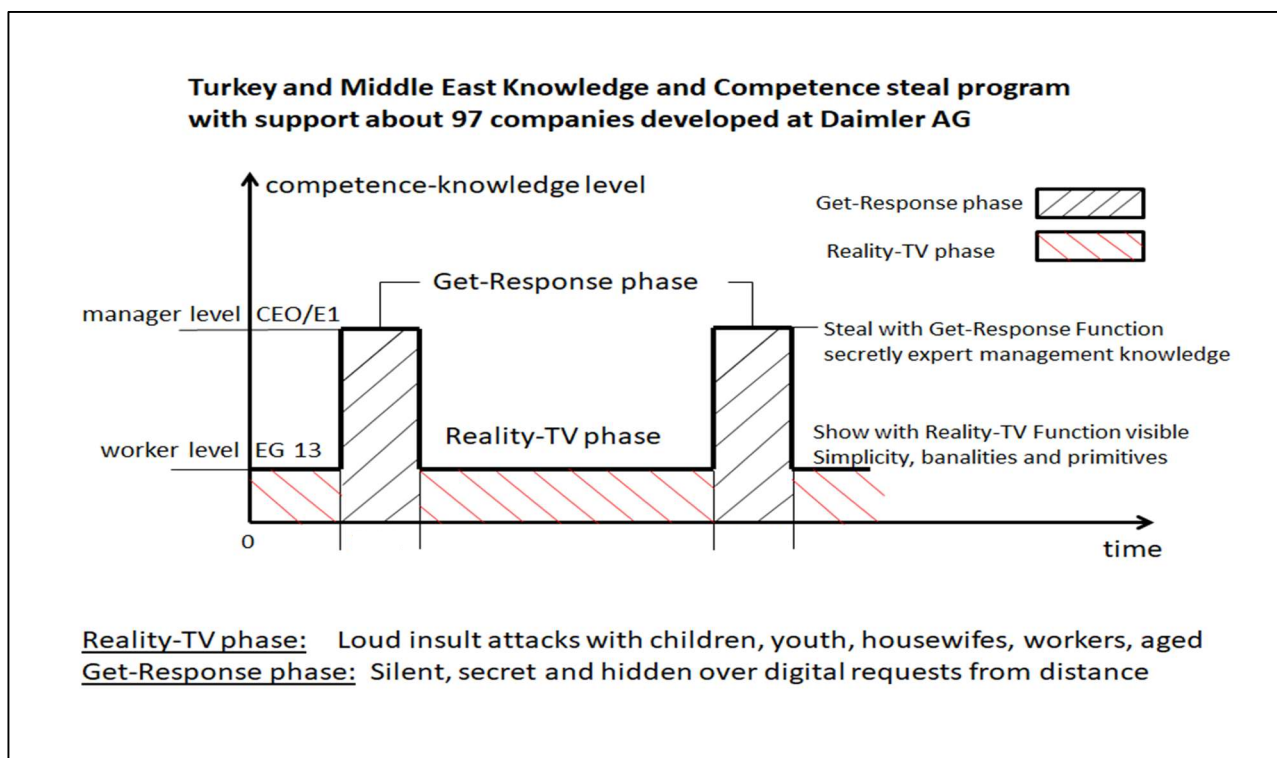 Turkey and Middle East Knowledge and Competence steal program
with support about 97 companies developed at Daimler AG
competence-knowledge level
Get-Response phase
Reality-TV phase
Get-Response phase
manager level CEO/E1
Steal with Get-Response Function
secretly expert management knowledge
Reality-TV phase
worker level EG 13
Show with Reality-TV Function visible
Simplicity, banalities and primitives
0
time
Reality-TV phase: Loud insult attacks with children, youth, housewifes, workers, aged
Get-Response phase: Silent, secret and hidden over digital requests from distance